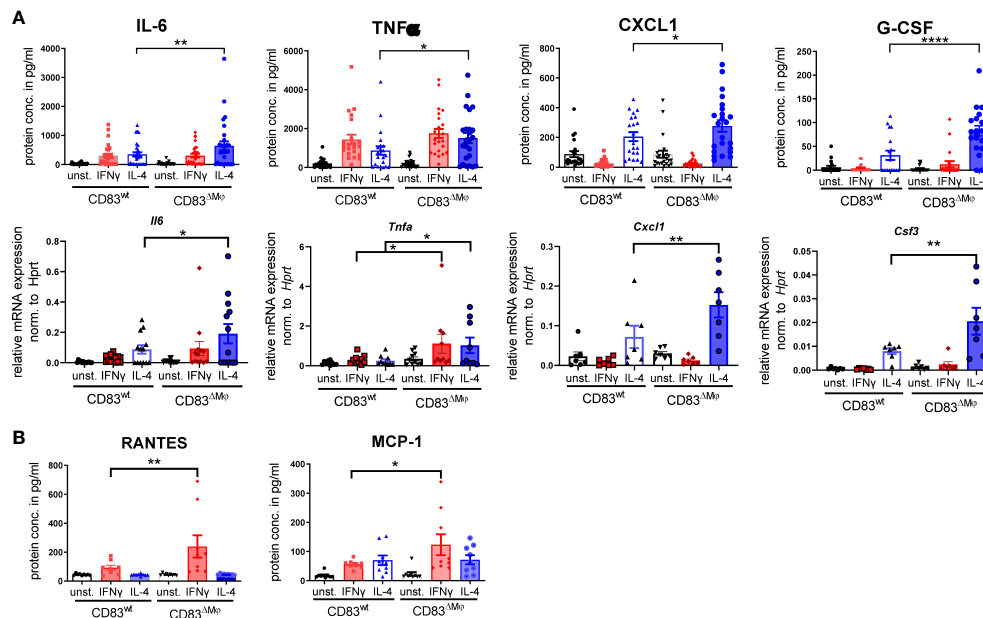 A
IL-6
protein conc. in pg/ml
4000
3000
2000
1000
0
**
unst. IFNγ IL-4 unst. IFNγ IL-4
CD83wt CD83ΔMφ
TNFα
protein conc. in pg/ml
6000
4000
2000
0
*
unst. IFNγ IL-4 unst. IFNγ IL-4
CD83wt CD83ΔMφ
CXCL1
protein conc. in pg/ml
800
600
400
200
0
*
unst. IFNγ IL-4 unst. IFNγ IL-4
CD83wt CD83ΔMφ
G-CSF
protein conc. in pg/ml
250
200
150
100
50
0
****
unst. IFNγ IL-4 unst. IFNγ IL-4
CD83wt CD83ΔMφ
Il6
relative mRNA expression
norm. to Hprt
0.8
0.6
0.4
0.2
0.0
*
unst. IFNγ IL-4 unst. IFNγ IL-4
CD83wt CD83ΔMφ
Tnfa
relative mRNA expression
norm. to Hprt
6
4
2
0
*
*
unst. IFNγ IL-4 unst. IFNγ IL-4
CD83wt CD83ΔMφ
Cxcl1
relative mRNA expression
norm. to Hprt
0.3
0.2
0.1
0.0
**
unst. IFNγ IL-4 unst. IFNγ IL-4
CD83wt CD83ΔMφ
Csf3
relative mRNA expression
norm. to Hprt
0.05
0.04
0.03
0.02
0.01
0.00
**
unst. IFNγ IL-4 unst. IFNγ IL-4
CD83wt CD83ΔMφ
B
RANTES
protein conc. in pg/ml
800
600
400
200
0
**
unst. IFNγ IL-4 unst. IFNγ IL-4
CD83wt CD83ΔMφ
MCP-1
protein conc. in pg/ml
400
300
200
100
0
*
unst. IFNγ IL-4 unst. IFNγ IL-4
CD83wt CD83ΔMφ